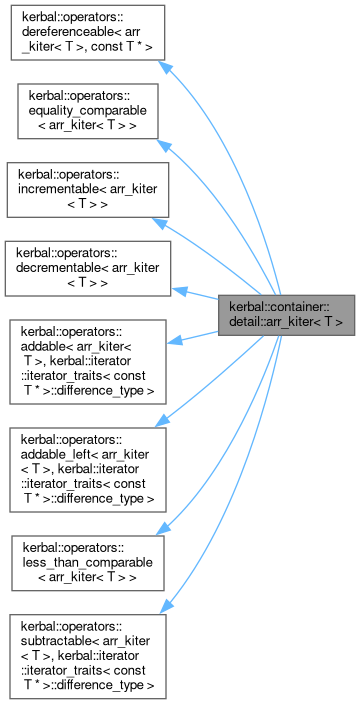 kerbal::operators::
dereferenceable< arr
_kiter< T >, const T * >
kerbal::operators::
equality_comparable
< arr_kiter< T > >
kerbal::operators::
incrementable< arr_kiter
< T > >
kerbal::operators::
decrementable< arr_kiter
< T > >
kerbal::container::
detail::arr_kiter< T >
kerbal::operators::
addable< arr_kiter<
T >, kerbal::iterator
::iterator_traits< const
T * >::difference_type >
kerbal::operators::
addable_left< arr_kiter
< T >, kerbal::iterator
::iterator_traits< const
T * >::difference_type >
kerbal::operators::
less_than_comparable
< arr_kiter< T > >
kerbal::operators::
subtractable< arr_kiter
< T >, kerbal::iterator
::iterator_traits< const
T * >::difference_type >